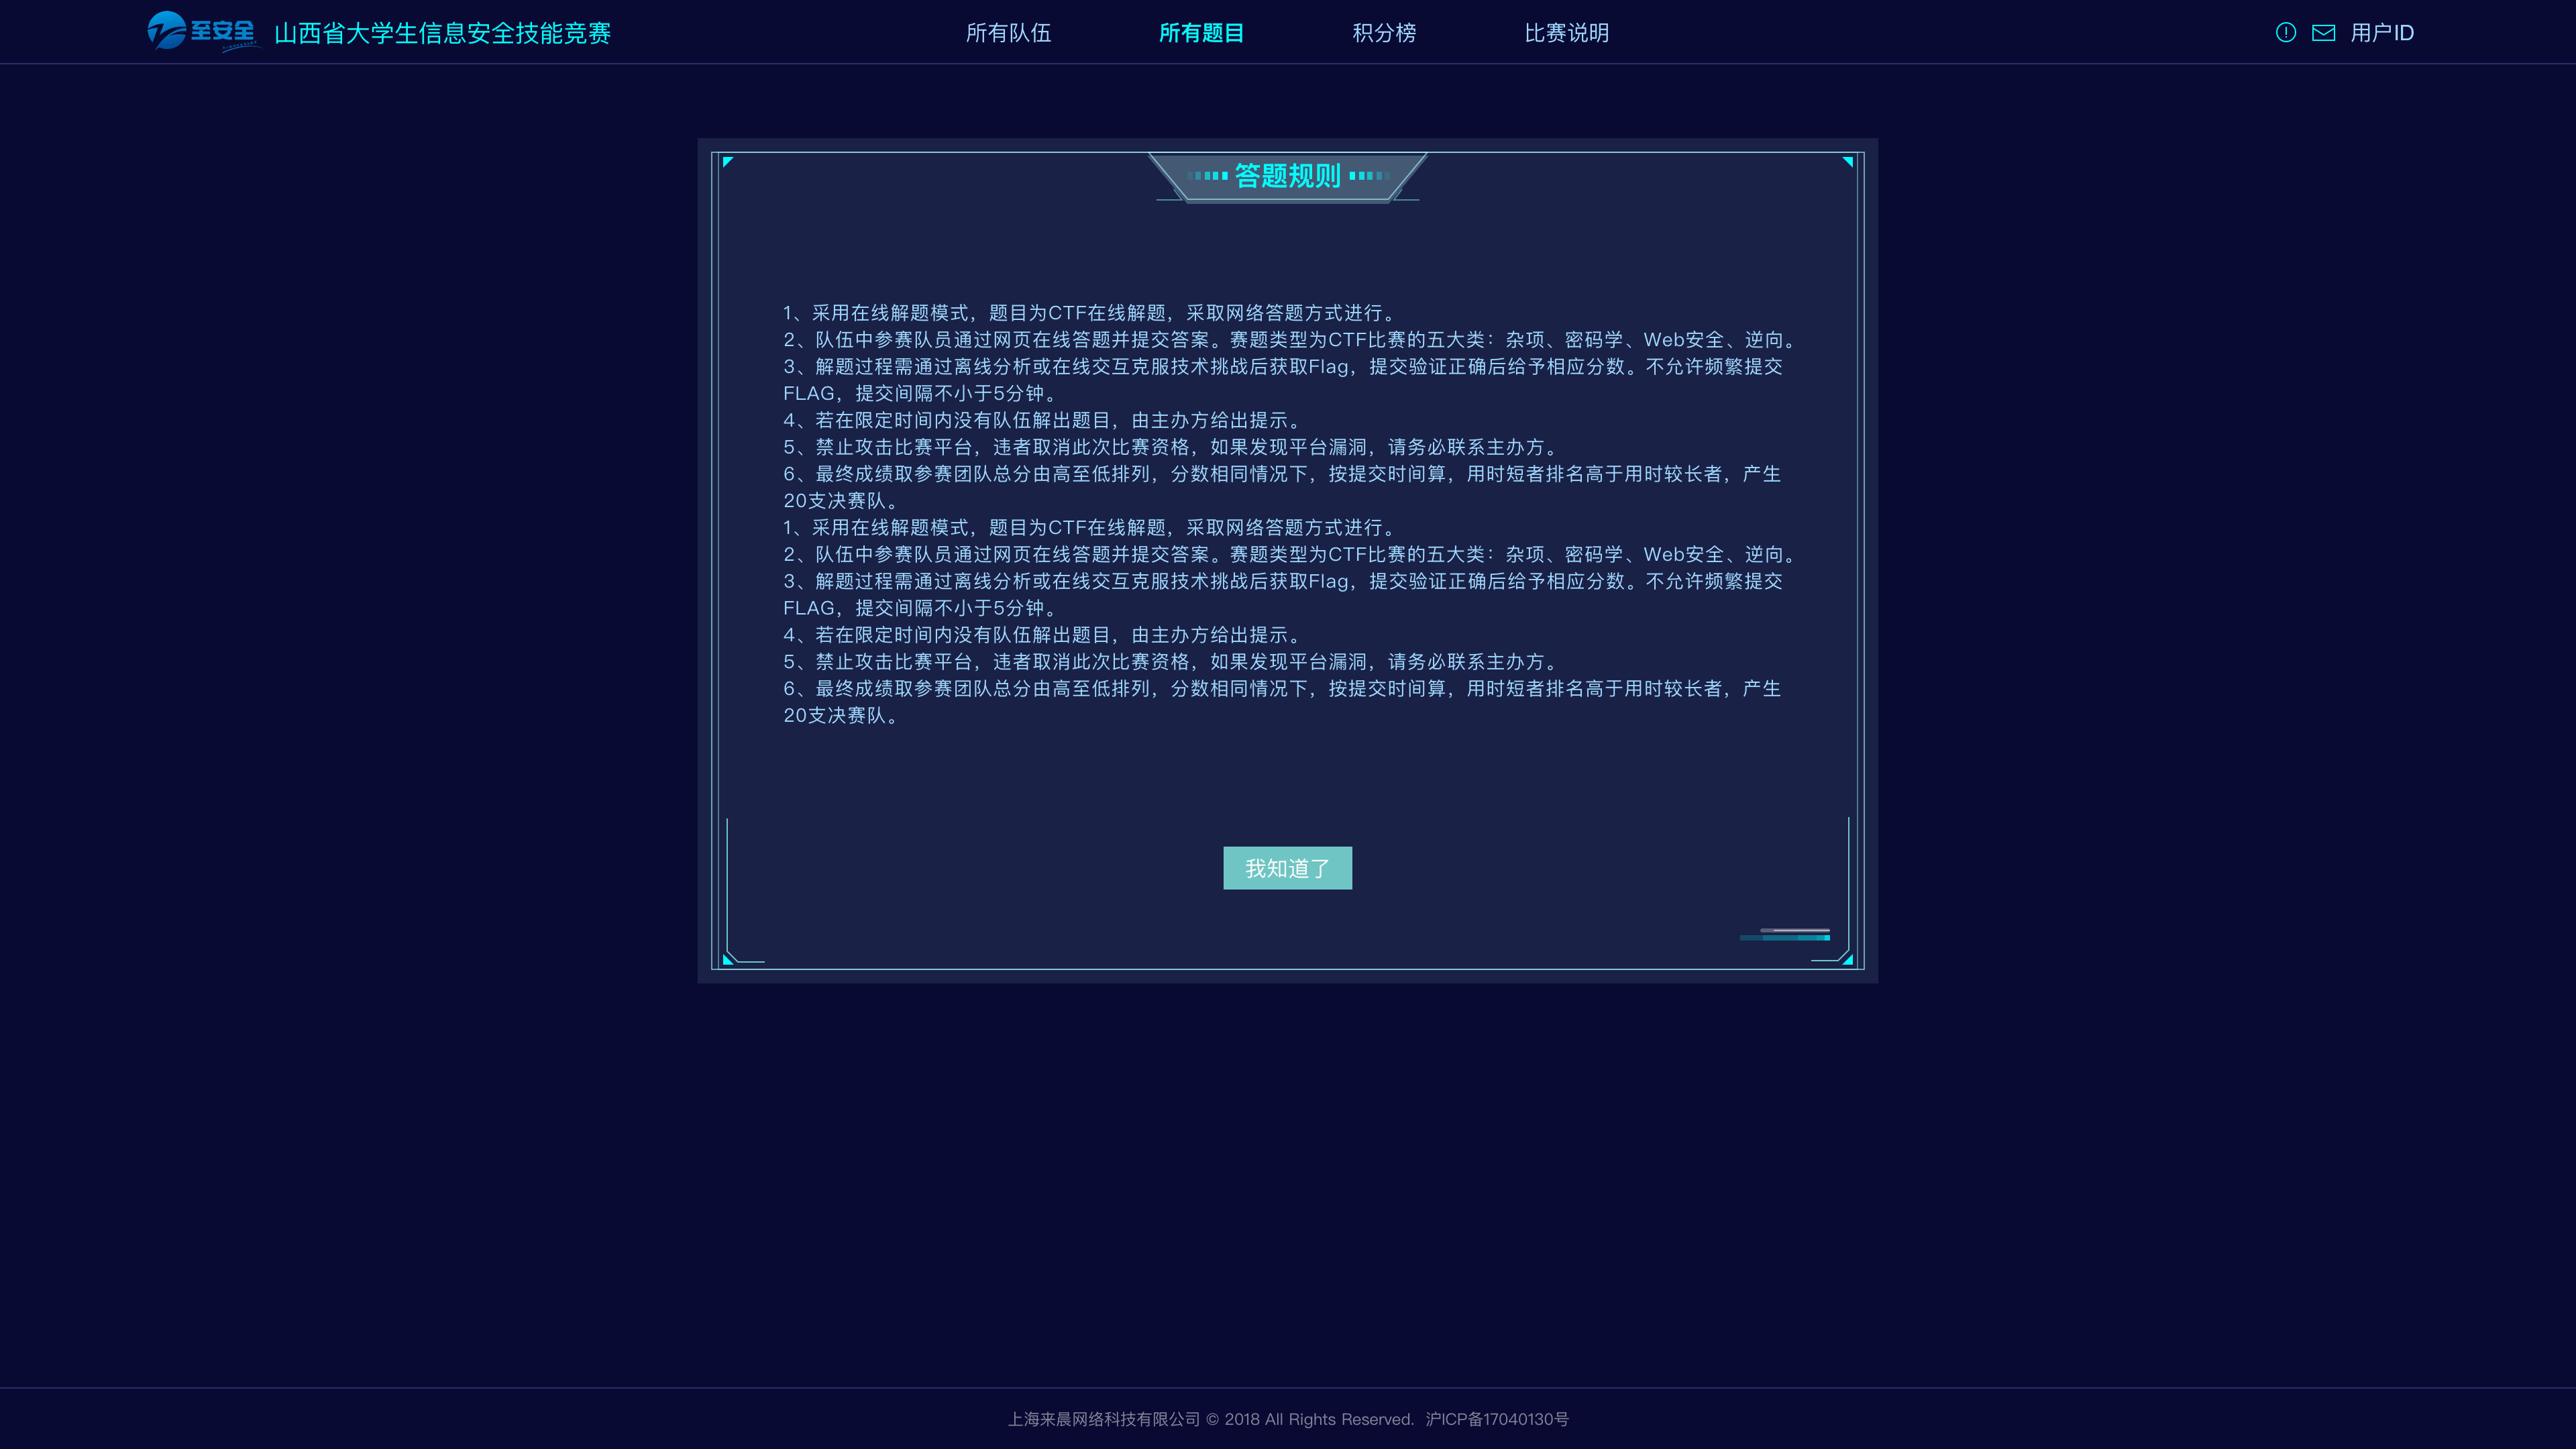 至安全 山西省大学生信息安全技能竞赛 所有队伍 所有题目 积分榜 比赛说明 用户ID
答题规则
1、采用在线解题模式，题目为CTF在线解题，采取网络答题方式进行。
2、队伍中参赛队员通过网页在线答题并提交答案。赛题类型为CTF比赛的五大类：杂项、密码学、Web安全、逆向。
3、解题过程需通过离线分析或在线交互克服技术挑战后获取Flag，提交验证正确后给予相应分数。不允许频繁提交
FLAG，提交间隔不小于5分钟。
4、若在限定时间内没有队伍解出题目，由主办方给出提示。
5、禁止攻击比赛平台，违者取消此次比赛资格，如果发现平台漏洞，请务必联系主办方。
6、最终成绩取参赛团队总分由高至低排列，分数相同情况下，按提交时间算，用时短者排名高于用时较长者，产生
20支决赛队。
1、采用在线解题模式，题目为CTF在线解题，采取网络答题方式进行。
2、队伍中参赛队员通过网页在线答题并提交答案。赛题类型为CTF比赛的五大类：杂项、密码学、Web安全、逆向。
3、解题过程需通过离线分析或在线交互克服技术挑战后获取Flag，提交验证正确后给予相应分数。不允许频繁提交
FLAG，提交间隔不小于5分钟。
4、若在限定时间内没有队伍解出题目，由主办方给出提示。
5、禁止攻击比赛平台，违者取消此次比赛资格，如果发现平台漏洞，请务必联系主办方。
6、最终成绩取参赛团队总分由高至低排列，分数相同情况下，按提交时间算，用时短者排名高于用时较长者，产生
20支决赛队。
我知道了
上海来晨网络科技有限公司 © 2018 All Rights Reserved. 沪ICP备17040130号